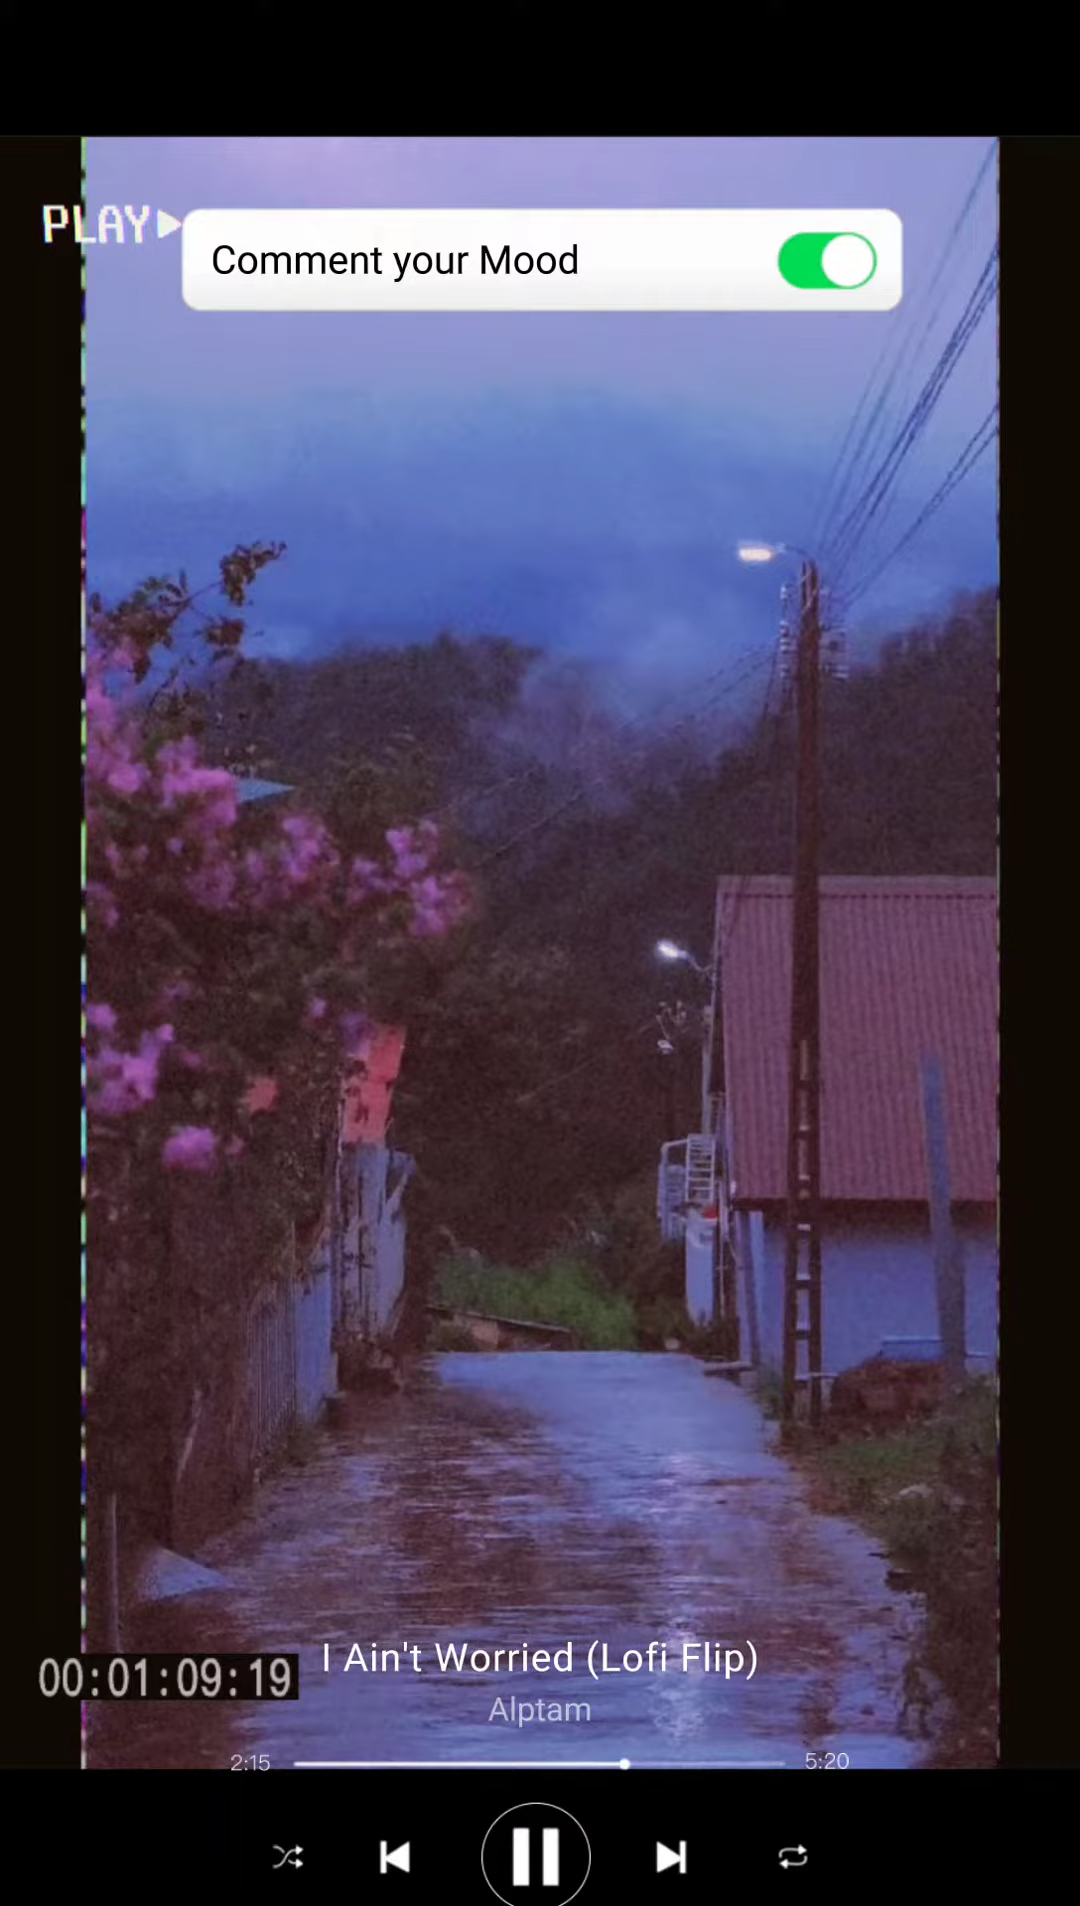 PLAY
Comment your Mood
00:01:09:19
I Ain't Worried (Lofi Flip)
Alptam
2:15
5:20